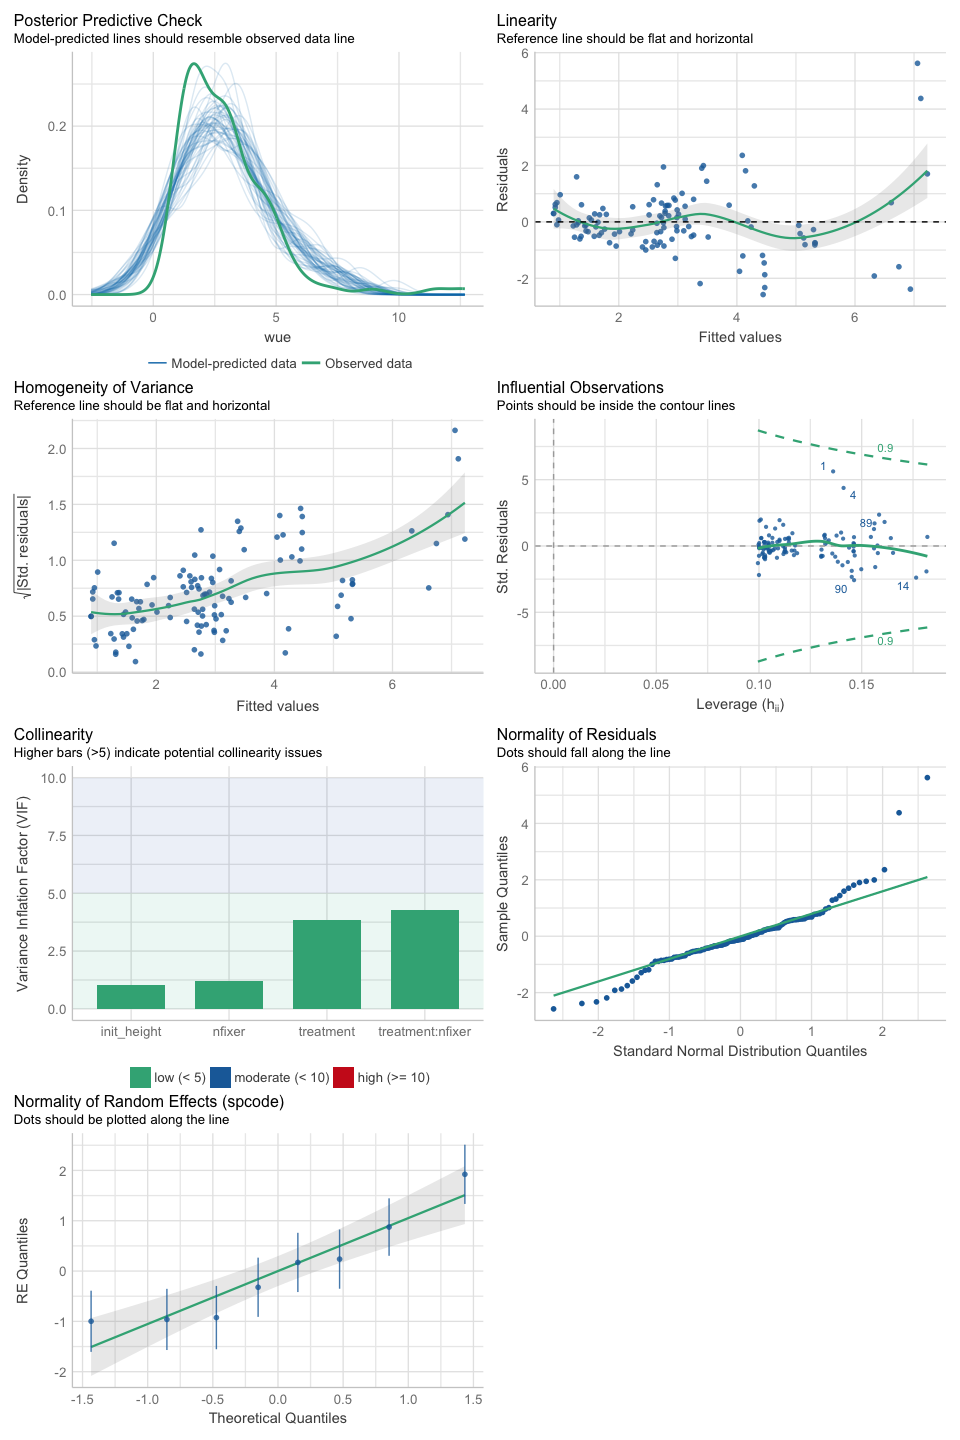 Posterior Predictive Check
Model-predicted lines should resemble observed data line
Density
0.2
0.1
0.0
0 5 10
wue
Model-predicted data Observed data
Linearity
Reference line should be flat and horizontal
Residuals
6
4
2
0
-2
2 4 6
Fitted values
Homogeneity of Variance
Reference line should be flat and horizontal
√|Std. residuals|
2.0
1.5
1.0
0.5
0.0
2 4 6
Fitted values
Influential Observations
Points should be inside the contour lines
Std. Residuals
5
0
-5
0.9
1
4
89
90
14
0.9
0.00 0.05 0.10 0.15
Leverage (hii)
Collinearity
Higher bars (>5) indicate potential collinearity issues
Variance Inflation Factor (VIF)
10.0
7.5
5.0
2.5
0.0
init_height nfixer treatment treatment:nfixer
low (< 5) moderate (< 10) high (>= 10)
Normality of Residuals
Dots should fall along the line
Sample Quantiles
6
4
2
0
-2
-2 -1 0 1 2
Standard Normal Distribution Quantiles
Normality of Random Effects (spcode)
Dots should be plotted along the line
RE Quantiles
2
1
0
-1
-2
-1.5 -1.0 -0.5 0.0 0.5 1.0 1.5
Theoretical Quantiles